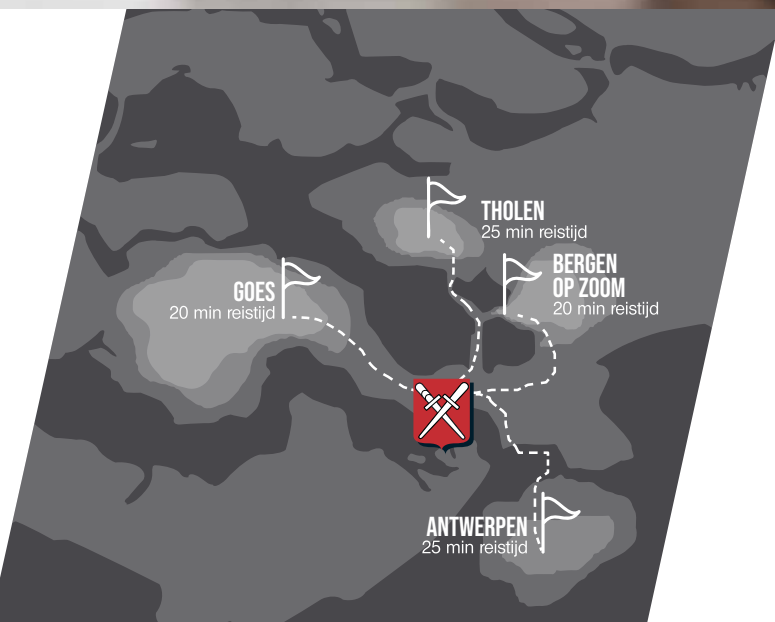 THOLEN
25 min reistijd
BERGEN
OP ZOOM
20 min reistijd
GOES
20 min reistijd
ANTWERPEN
25 min reistijd